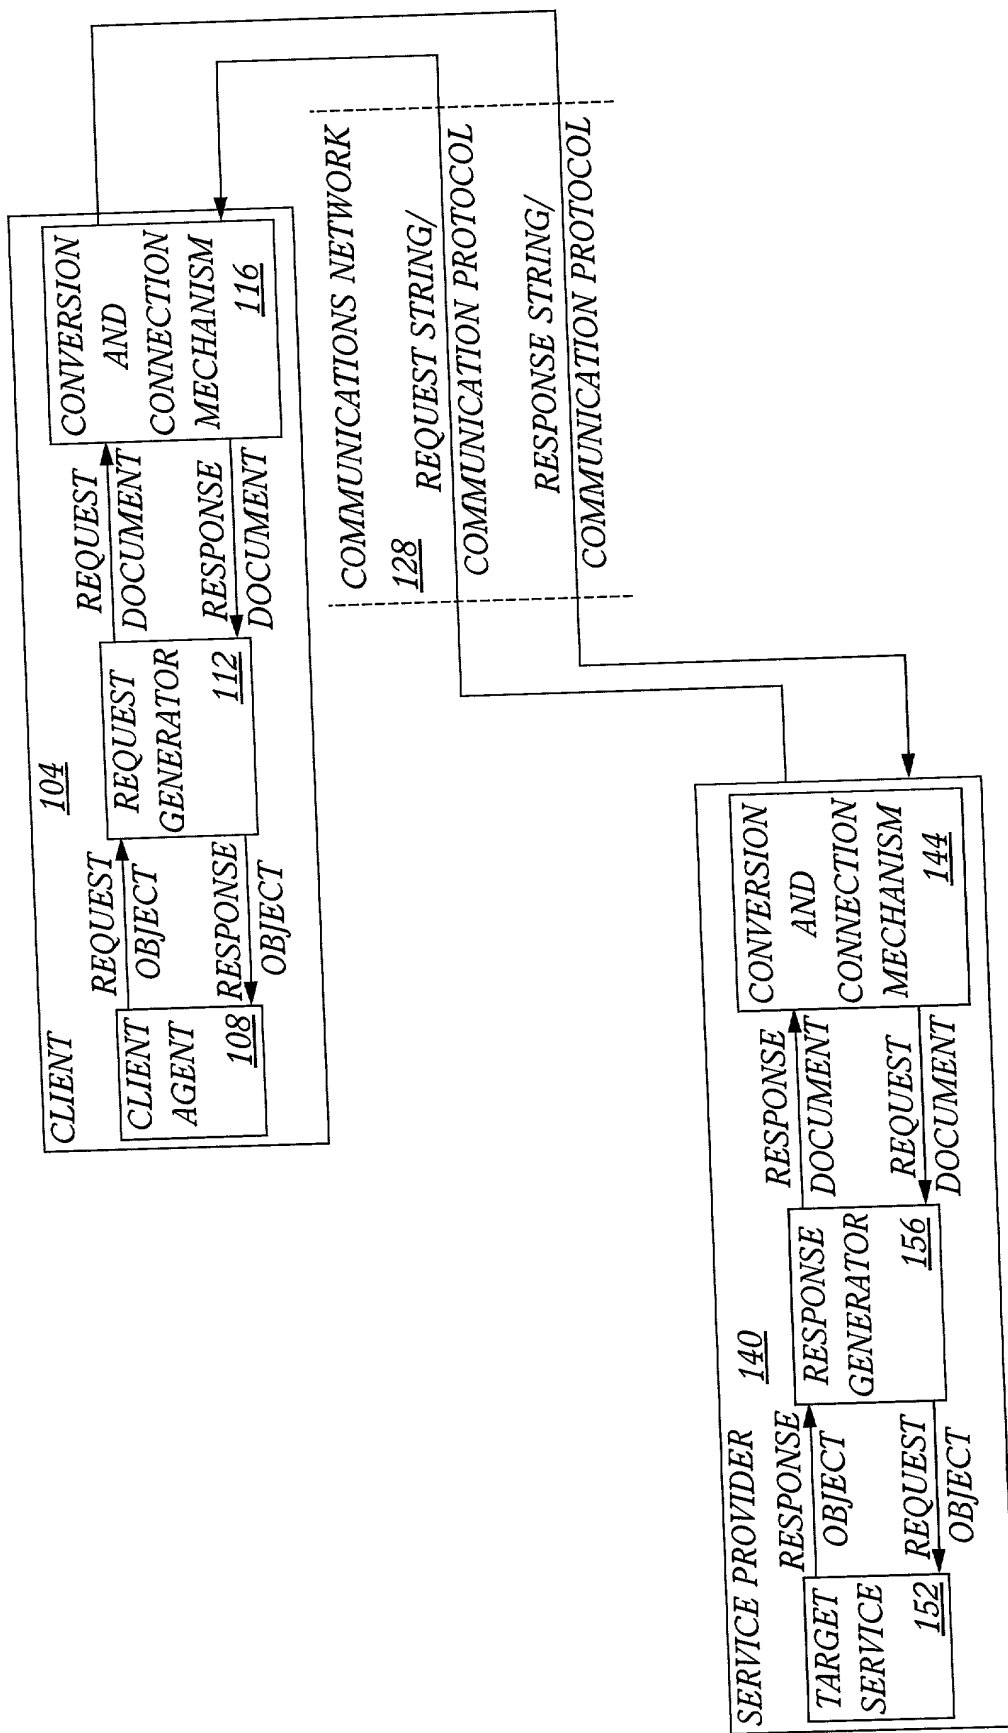 CLIENT
104
CLIENT
AGENT
108
REQUEST
OBJECT
RESPONSE
OBJECT
REQUEST
GENERATOR
112
REQUEST
DOCUMENT
RESPONSE
DOCUMENT
CONVERSION
AND
CONNECTION
MECHANISM
116
COMMUNICATIONS NETWORK
128
REQUEST STRING/
COMMUNICATION PROTOCOL
RESPONSE STRING/
COMMUNICATION PROTOCOL
SERVICE PROVIDER
140
TARGET
SERVICE
152
RESPONSE
OBJECT
REQUEST
OBJECT
RESPONSE
GENERATOR
156
RESPONSE
DOCUMENT
REQUEST
DOCUMENT
CONVERSION
AND
CONNECTION
MECHANISM
144